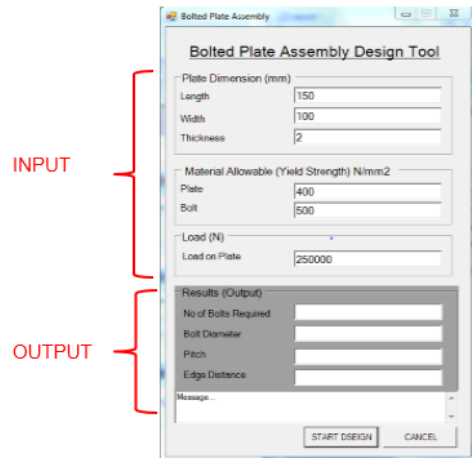 Bolted Plate Assembly
Bolted Plate Assembly Design Tool
Plate Dimension (mm)
Length 150
Width 100
Thickness 2
INPUT
Material Allowable (Yield Strength) N/mm2
Plate 400
Bolt 500
Load (N)
Load on Plate 250000
Results (Output)
No of Bolts Required
Bolt Diameter
OUTPUT
Pitch
Edge Distance
Message...
START DSEIGN CANCEL